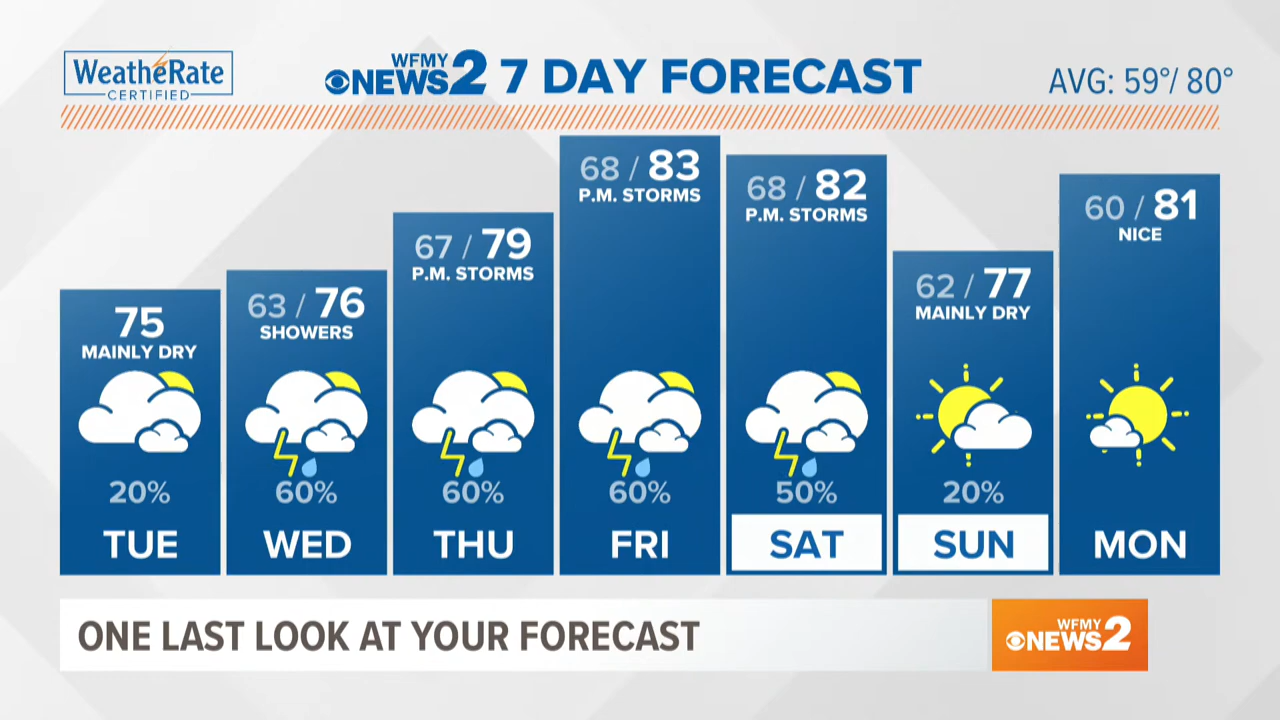 WeatheRate
CERTIFIED
WFMY
NEWS 2 7 DAY FORECAST
AVG: 59°/ 80°
75
MAINLY DRY
20%
TUE
63 / 76
SHOWERS
60%
WED
67 / 79
P.M. STORMS
60%
THU
68 / 83
P.M. STORMS
60%
FRI
68 / 82
P.M. STORMS
50%
SAT
62 / 77
MAINLY DRY
20%
SUN
60 / 81
NICE
MON
ONE LAST LOOK AT YOUR FORECAST
WFMY
NEWS 2